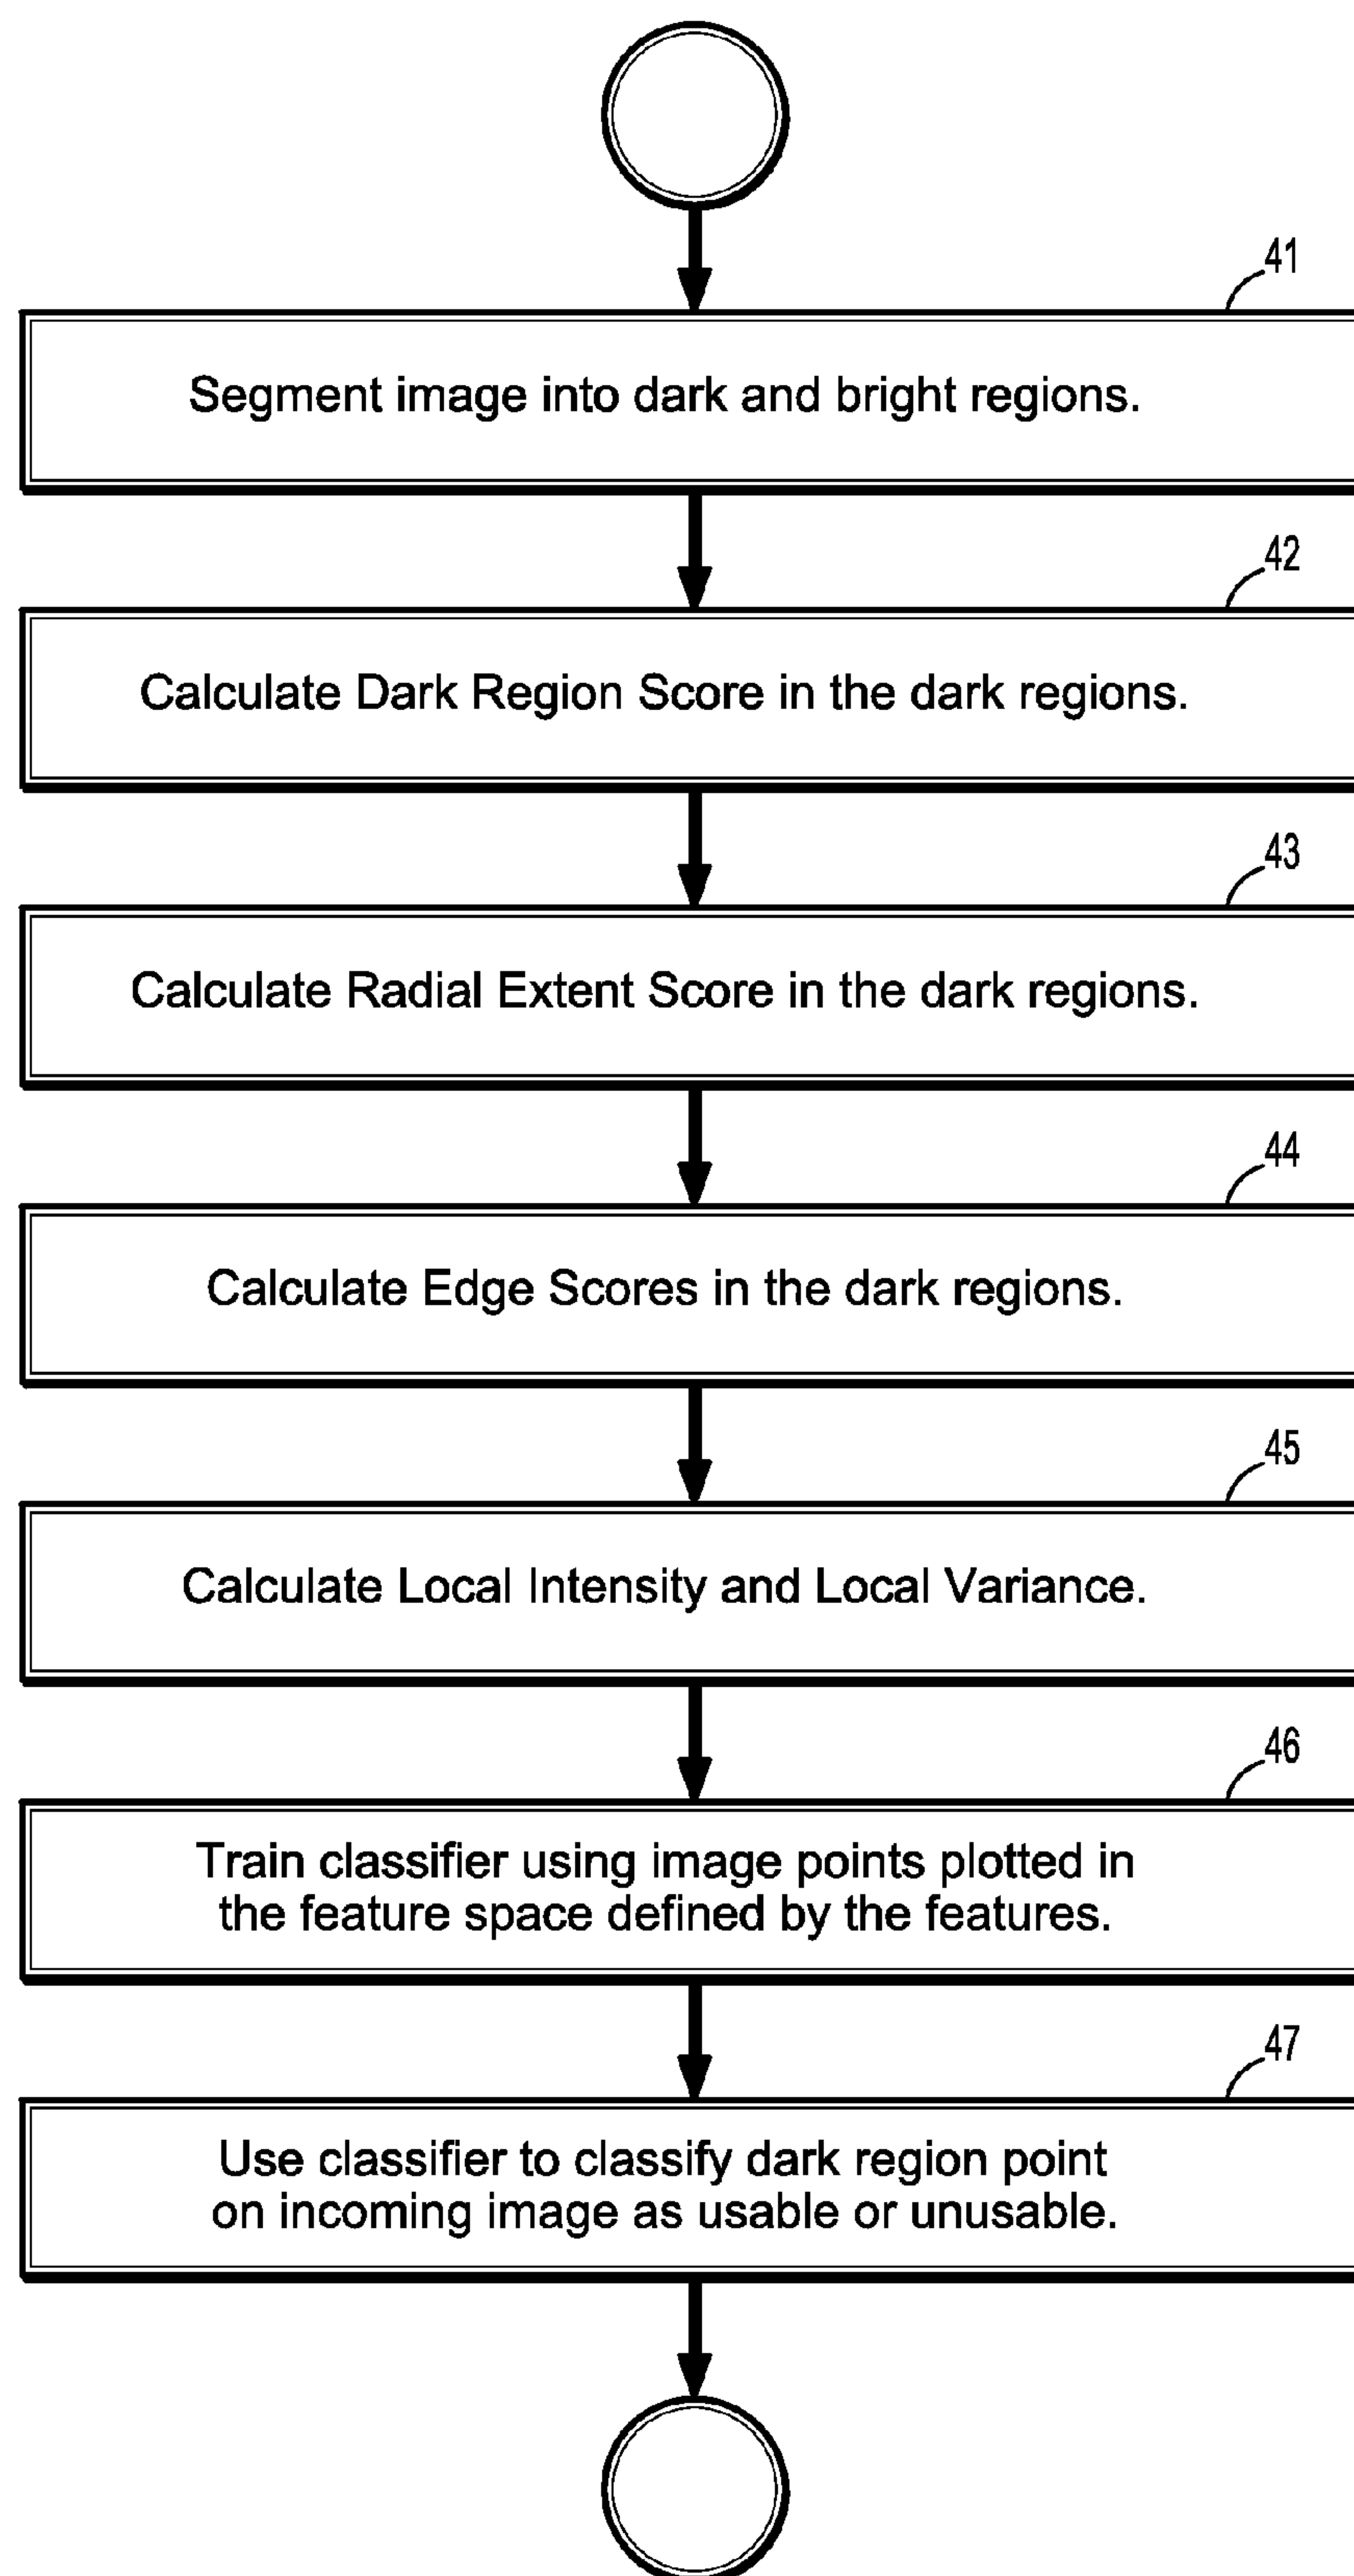 41
Segment image into dark and bright regions.
42
Calculate Dark Region Score in the dark regions.
43
Calculate Radial Extent Score in the dark regions.
44
Calculate Edge Scores in the dark regions.
45
Calculate Local Intensity and Local Variance.
46
Train classifier using image points plotted in
the feature space defined by the features.
47
Use classifier to classify dark region point
on incoming image as usable or unusable.